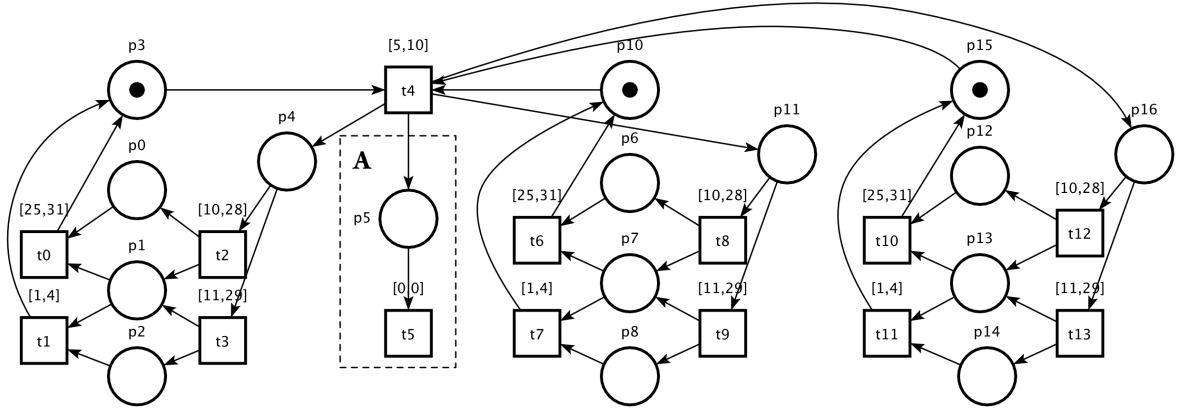 [5,10]
p3
p10
p15
t4
p4
p11
p16
p0
A
p6
p12
[25,31]
[10,28]
p5
[25,31]
[10,28]
[25,31]
[10,28]
t0
p1
t2
t6
p7
t8
t10
p13
t12
[1,4]
[11,29]
[0,0]
[1,4]
[11,29]
[1,4]
[11,29]
t1
p2
t3
t5
t7
p8
t9
t11
p14
t13